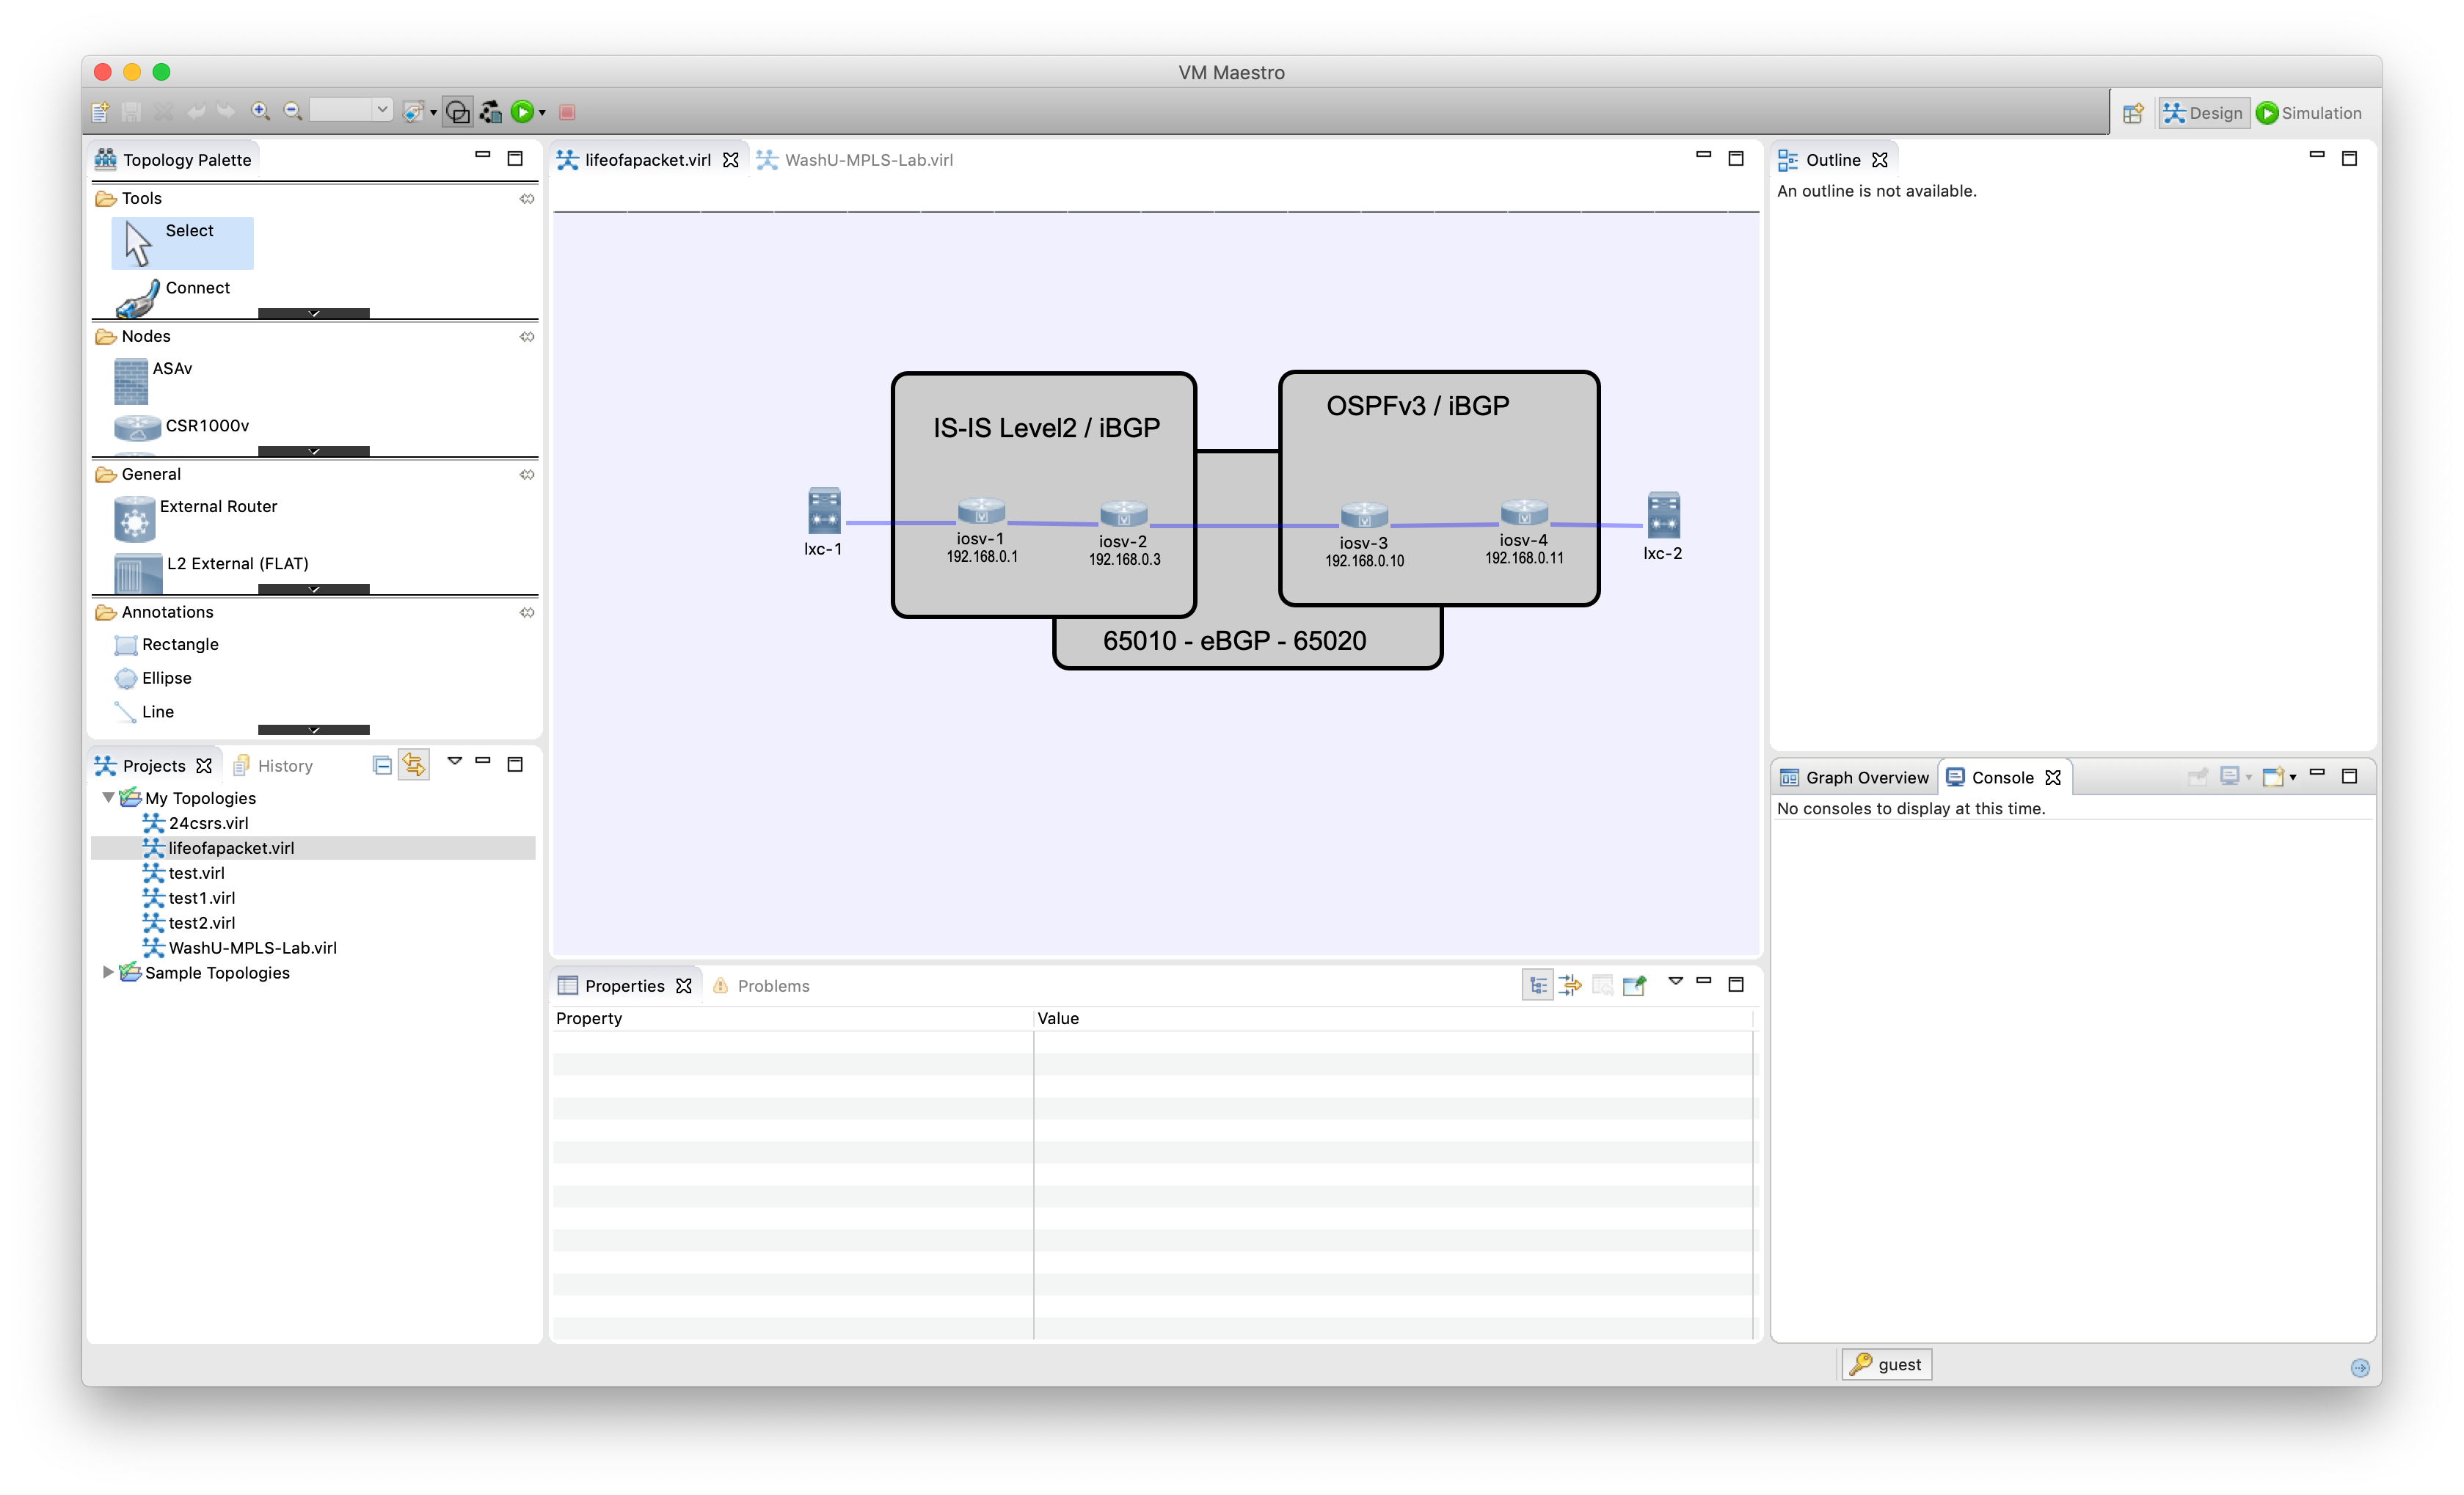 VM Maestro
Design
Simulation
Topology Palette
Tools
Select
Connect
Nodes
ASAv
CSR1000v
General
External Router
L2 External (FLAT)
Annotations
Rectangle
Ellipse
Line
Projects
History
My Topologies
24csrs.virl
lifeofapacket.virl
test.virl
test1.virl
test2.virl
WashU-MPLS-Lab.virl
Sample Topologies
lifeofapacket.virl
WashU-MPLS-Lab.virl
IS-IS Level2 / iBGP
OSPFv3 / iBGP
lxc-1
iosv-1
192.168.0.1
iosv-2
192.168.0.3
iosv-3
192.168.0.10
iosv-4
192.168.0.11
lxc-2
65010 - eBGP - 65020
Properties
Problems
Property
Value
Outline
An outline is not available.
Graph Overview
Console
No consoles to display at this time.
guest